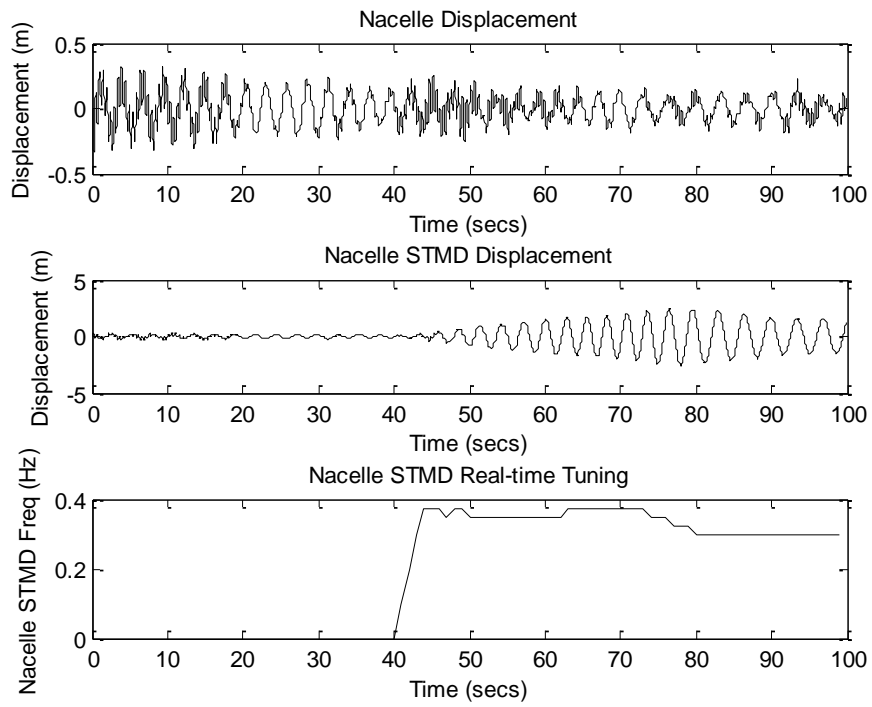 Nacelle Displacement
Displacement (m)
0.5
0
-0.5
0 10 20 30 40 50 60 70 80 90 100
Time (secs)
Nacelle STMD Displacement
Displacement (m)
5
0
-5
0 10 20 30 40 50 60 70 80 90 100
Time (secs)
Nacelle STMD Real-time Tuning
Nacelle STMD Freq (Hz)
0.4
0.2
0
0 10 20 30 40 50 60 70 80 90 100
Time (secs)